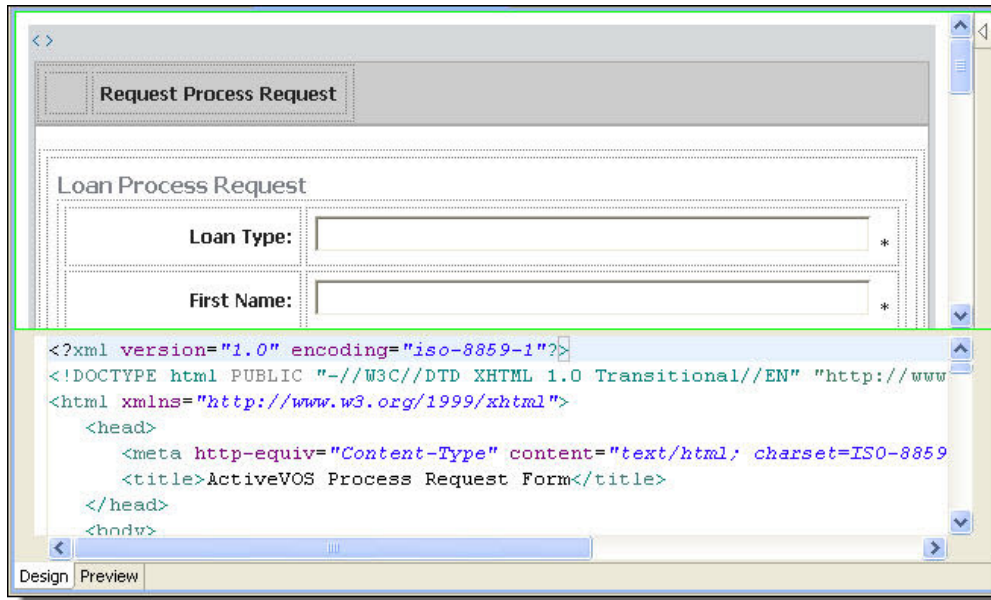 < >
Request Process Request
Loan Process Request
Loan Type: *
First Name: *
<?xml version="1.0" encoding="iso-8859-1"?>
<!DOCTYPE html PUBLIC "-//W3C//DTD XHTML 1.0 Transitional//EN" "http://www
<html xmlns="http://www.w3.org/1999/xhtml">
<head>
<meta http-equiv="Content-Type" content="text/html; charset=ISO-8859
<title>ActiveVOS Process Request Form</title>
</head>
<body>
Design Preview